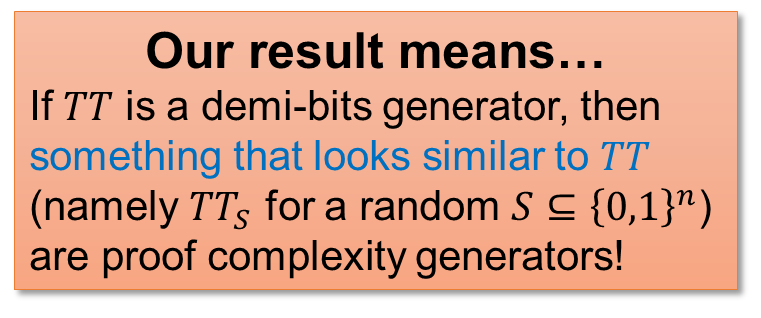 Our result means…
If 𝑇𝑇 is a demi-bits generator, then
something that looks similar to 𝑇𝑇
(namely 𝑇𝑇_𝑆 for a random 𝑆 ⊆ {0,1}^𝑛)
are proof complexity generators!